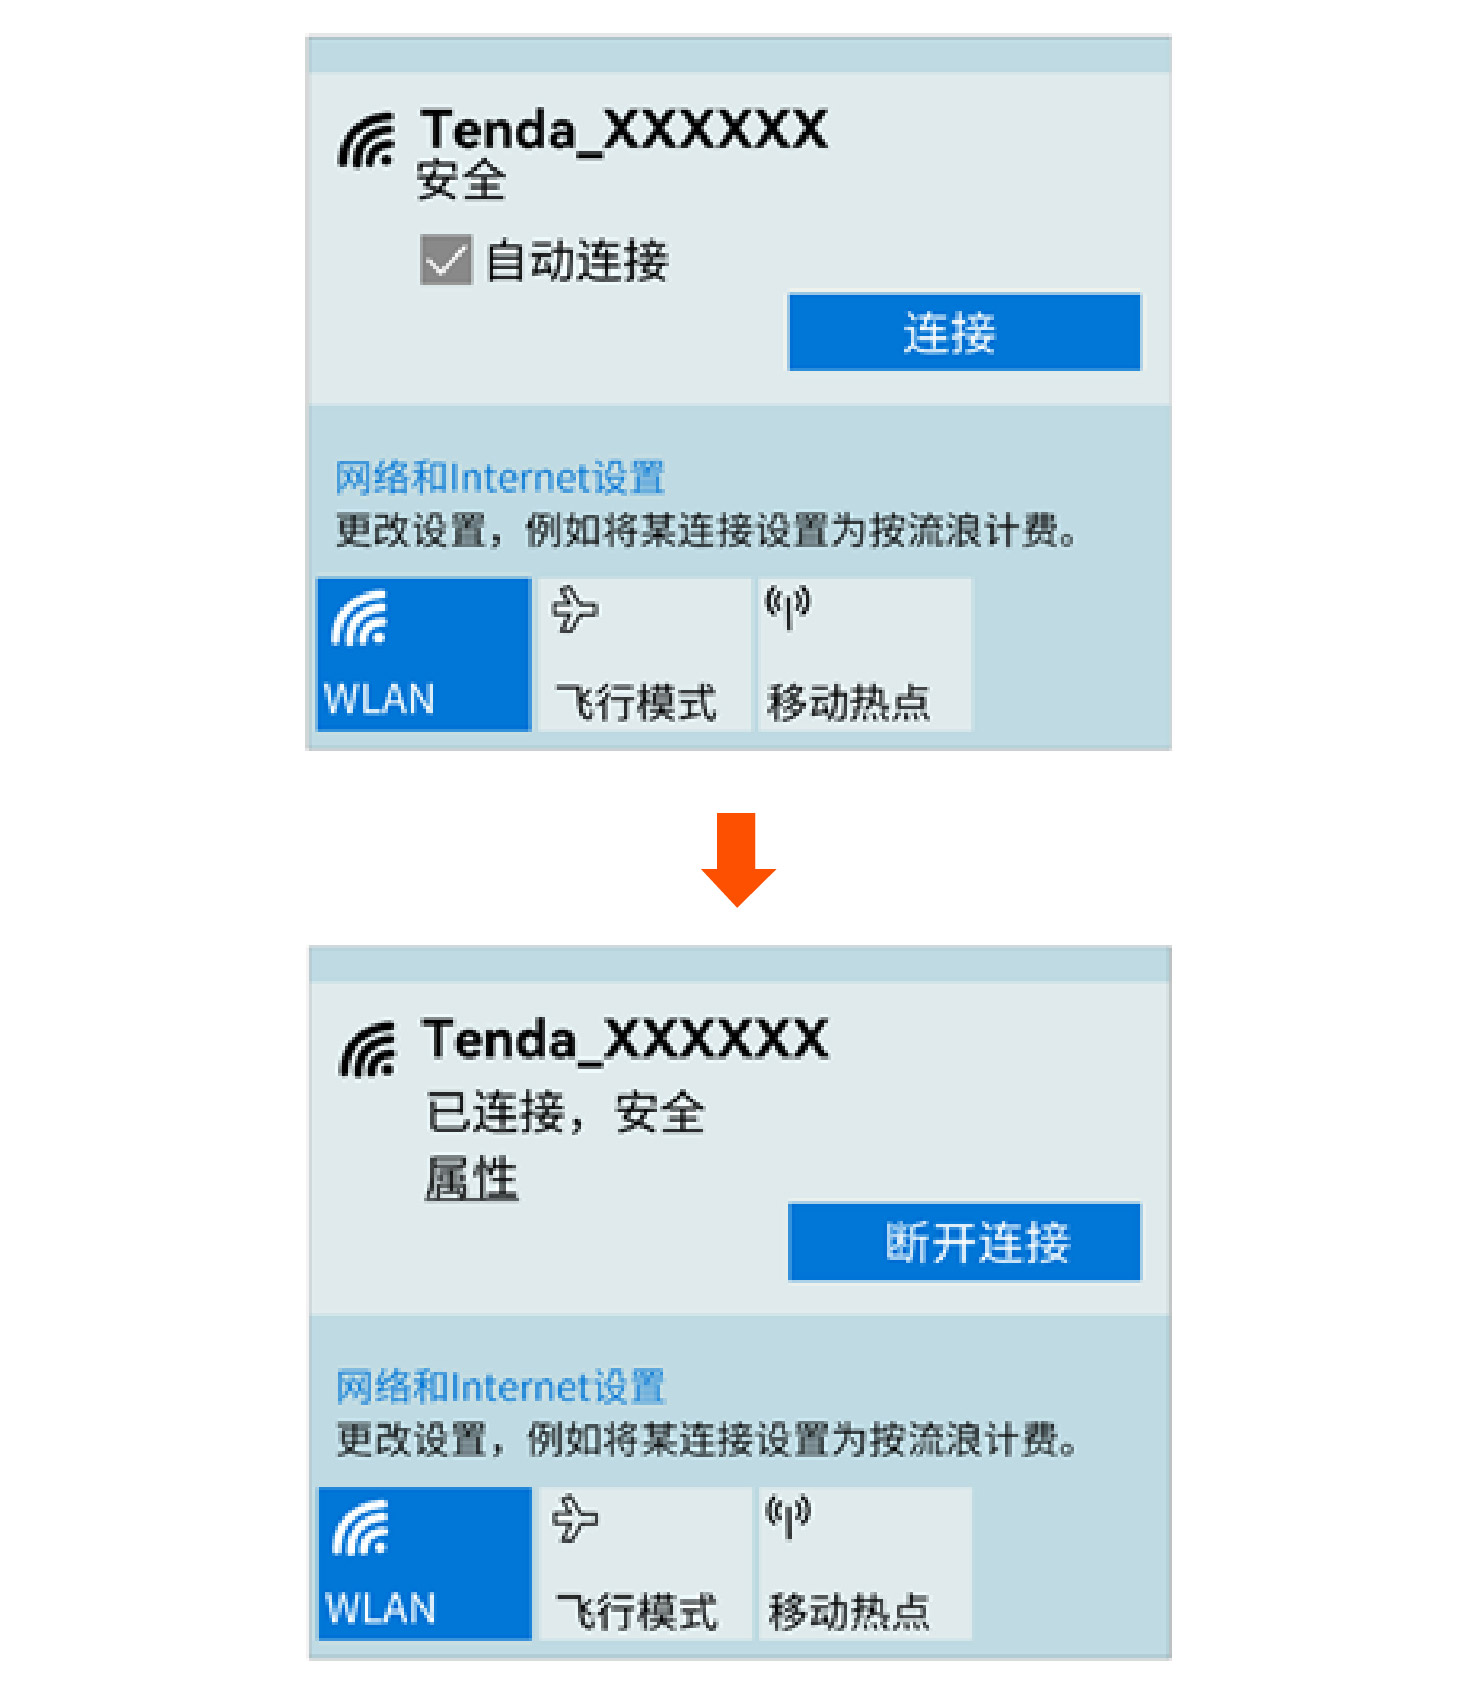 Tenda_XXXXXX
安全
自动连接
连接
网络和Internet设置
更改设置，例如将某连接设置为按流浪计费。
WLAN
飞行模式
移动热点
Tenda_XXXXXX
已连接，安全
属性
断开连接
网络和Internet设置
更改设置，例如将某连接设置为按流浪计费。
WLAN
飞行模式
移动热点